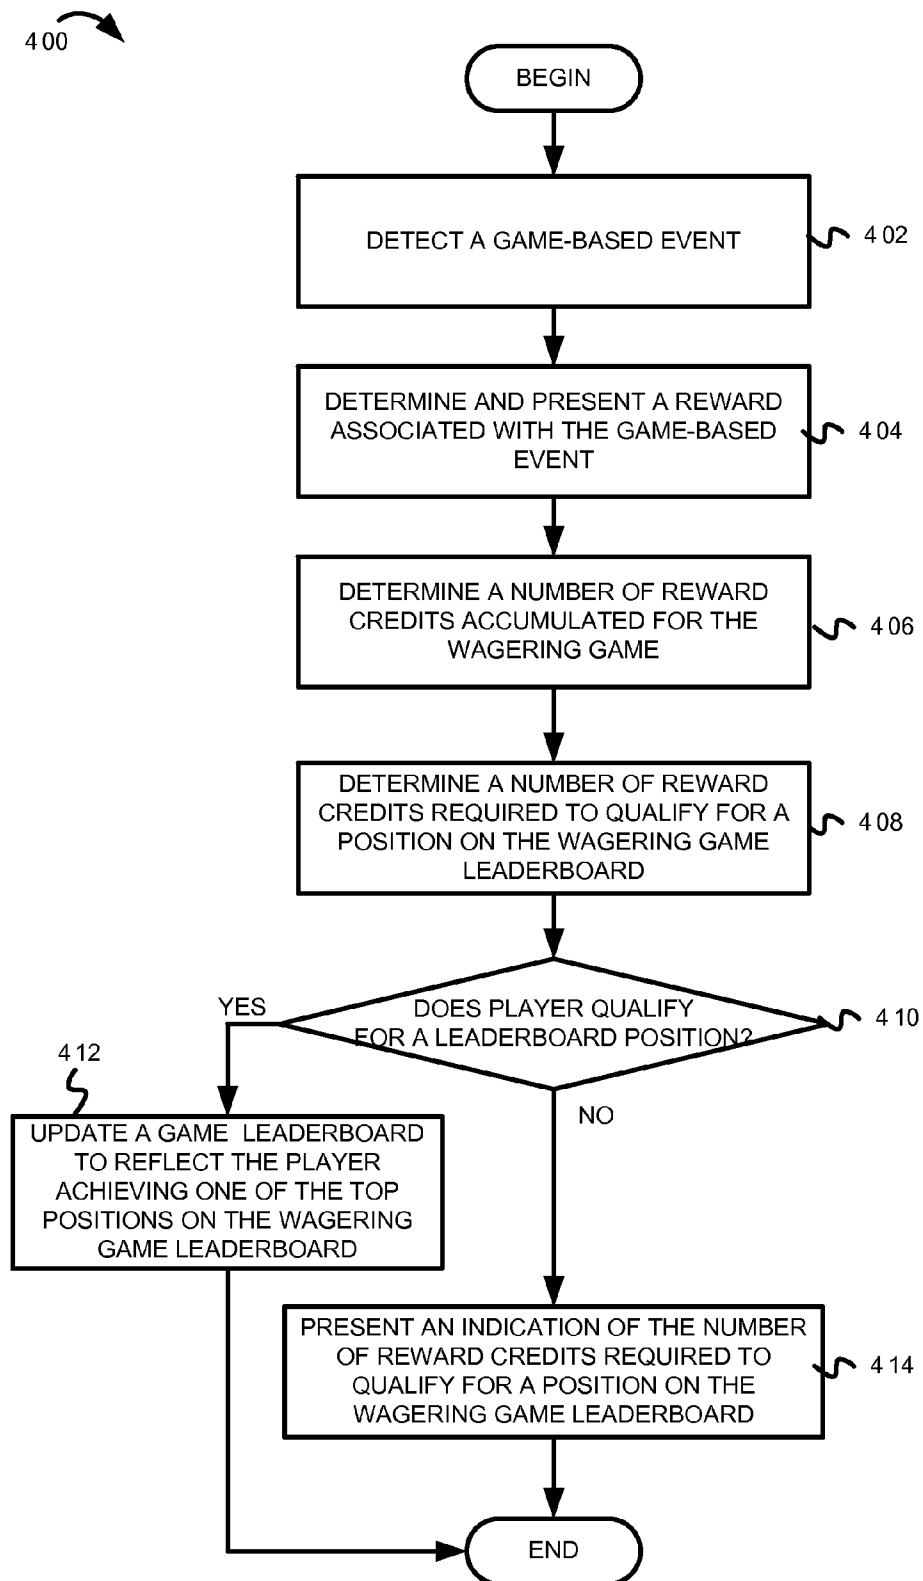 400
BEGIN
DETECT A GAME-BASED EVENT
402
DETERMINE AND PRESENT A REWARD
ASSOCIATED WITH THE GAME-BASED
EVENT
404
DETERMINE A NUMBER OF REWARD
CREDITS ACCUMULATED FOR THE
WAGERING GAME
406
DETERMINE A NUMBER OF REWARD
CREDITS REQUIRED TO QUALIFY FOR A
POSITION ON THE WAGERING GAME
LEADERBOARD
408
DOES PLAYER QUALIFY
FOR A LEADERBOARD POSITION?
410
YES
NO
412
UPDATE A GAME LEADERBOARD
TO REFLECT THE PLAYER
ACHIEVING ONE OF THE TOP
POSITIONS ON THE WAGERING
GAME LEADERBOARD
PRESENT AN INDICATION OF THE NUMBER
OF REWARD CREDITS REQUIRED TO
QUALIFY FOR A POSITION ON THE
WAGERING GAME LEADERBOARD
414
END